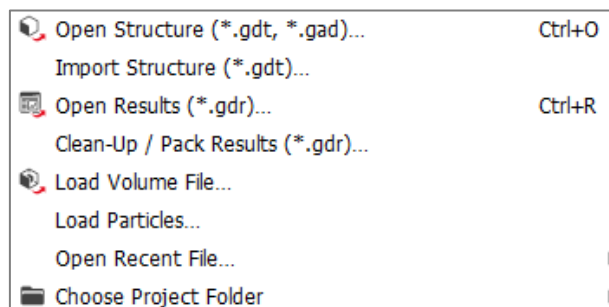 Open Structure (*.gdt, *.gad)... Ctrl+O
Import Structure (*.gdt)...
Open Results (*.gdr)... Ctrl+R
Clean-Up / Pack Results (*.gdr)...
Load Volume File...
Load Particles...
Open Recent File...
Choose Project Folder